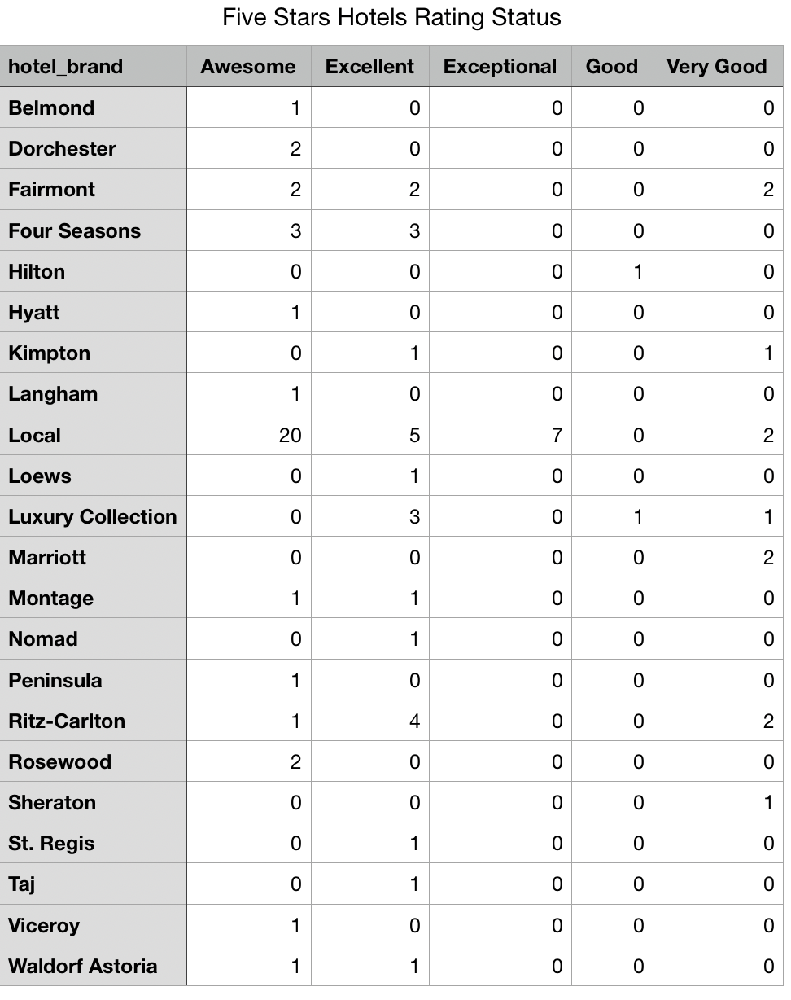 Five Stars Hotels Rating Status
hotel_brand Awesome Excellent Exceptional Good Very Good
Belmond 1 0 0 0 0
Dorchester 2 0 0 0 0
Fairmont 2 2 0 0 2
Four Seasons 3 3 0 0 0
Hilton 0 0 0 1 0
Hyatt 1 0 0 0 0
Kimpton 0 1 0 0 1
Langham 1 0 0 0 0
Local 20 5 7 0 2
Loews 0 1 0 0 0
Luxury Collection 0 3 0 1 1
Marriott 0 0 0 0 2
Montage 1 1 0 0 0
Nomad 0 1 0 0 0
Peninsula 1 0 0 0 0
Ritz-Carlton 1 4 0 0 2
Rosewood 2 0 0 0 0
Sheraton 0 0 0 0 1
St. Regis 0 1 0 0 0
Taj 0 1 0 0 0
Viceroy 1 0 0 0 0
Waldorf Astoria 1 1 0 0 0